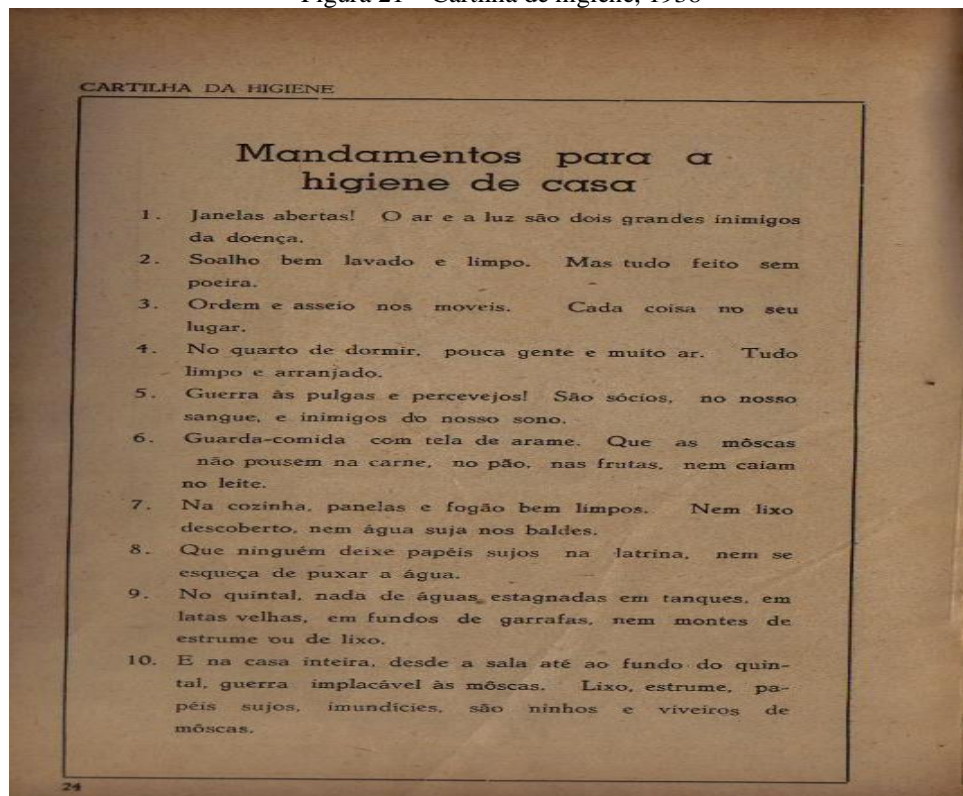 Figura 21 – Cartilha de higiene, 1938
CARTILHA DA HIGIENE
Mandamentos para a
higiene de casa
1. Janelas abertas! O ar e a luz são dois grandes inimigos
da doença.
2. Soalho bem lavado e limpo. Mas tudo feito sem
poeira.
3. Ordem e asseio nos moveis. Cada coisa no seu
lugar.
4. No quarto de dormir, pouca gente e muito ar. Tudo
limpo e arranjado.
5. Guerra às pulgas e percevejos! São sócios, no nosso
sangue, e inimigos do nosso sono.
6. Guarda-comida com tela de arame. Que as môscas
não pousem na carne, no pão, nas frutas, nem caiam
no leite.
7. Na cozinha, panelas e fogão bem limpos. Nem lixo
descoberto, nem água suja nos baldes.
8. Que ninguém deixe papéis sujos na latrina, nem se
esqueça de puxar a água.
9. No quintal, nada de águas estagnadas em tanques, em
latas velhas, em fundos de garrafas, nem montes de
estrume ou de lixo.
10. E na casa inteira, desde a sala até ao fundo do quin-
tal, guerra implacável às môscas. Lixo, estrume, pa-
péis sujos, imundícies, são ninhos e viveiros de
môscas.
24